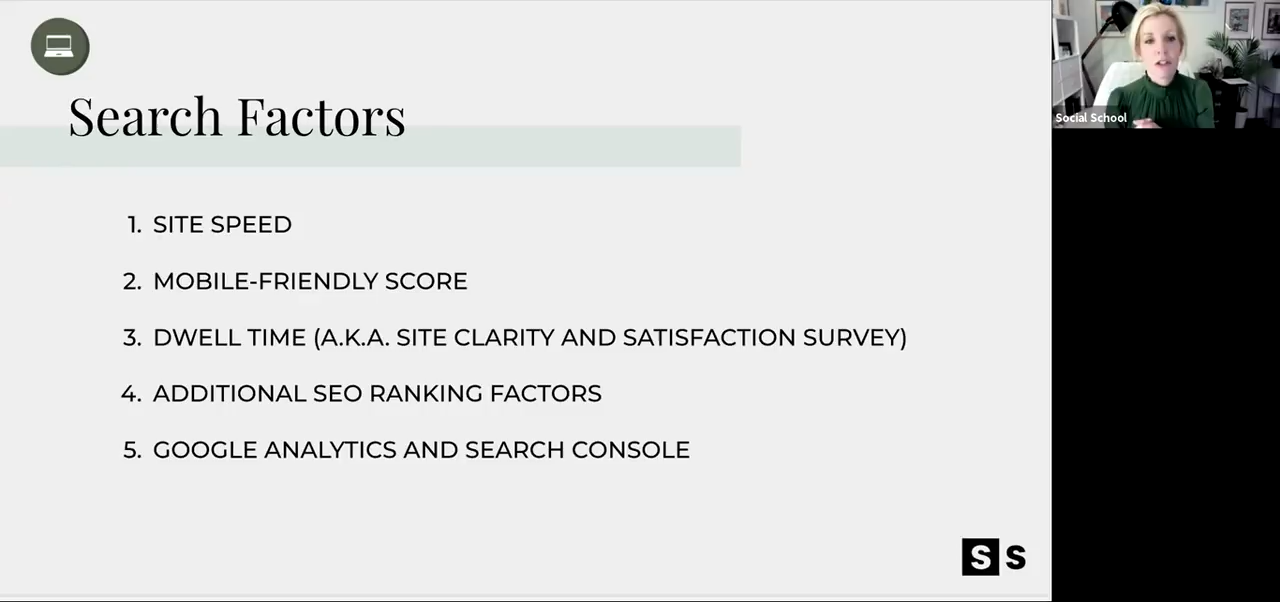 Search Factors
1. SITE SPEED
2. MOBILE-FRIENDLY SCORE
3. DWELL TIME (A.K.A. SITE CLARITY AND SATISFACTION SURVEY)
4. ADDITIONAL SEO RANKING FACTORS
5. GOOGLE ANALYTICS AND SEARCH CONSOLE
S S
Social School